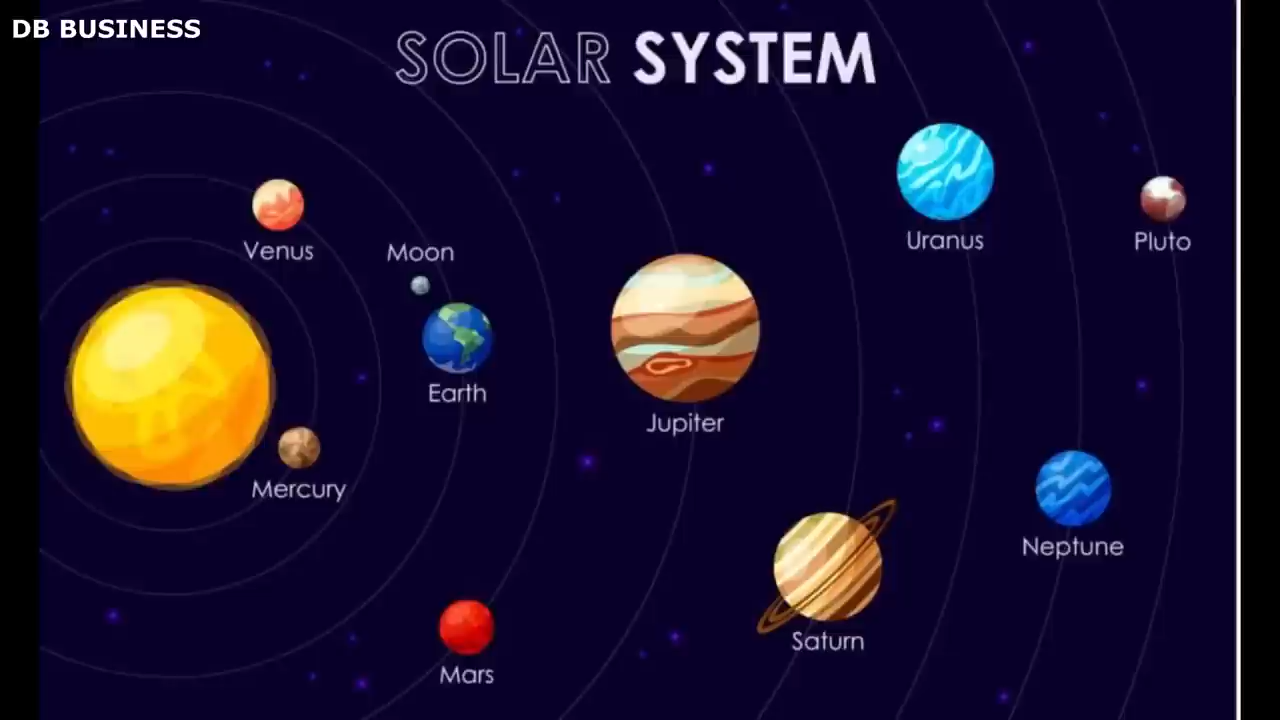 DB BUSINESS
SOLAR SYSTEM
Venus
Moon
Uranus
Pluto
Earth
Jupiter
Mercury
Neptune
Saturn
Mars